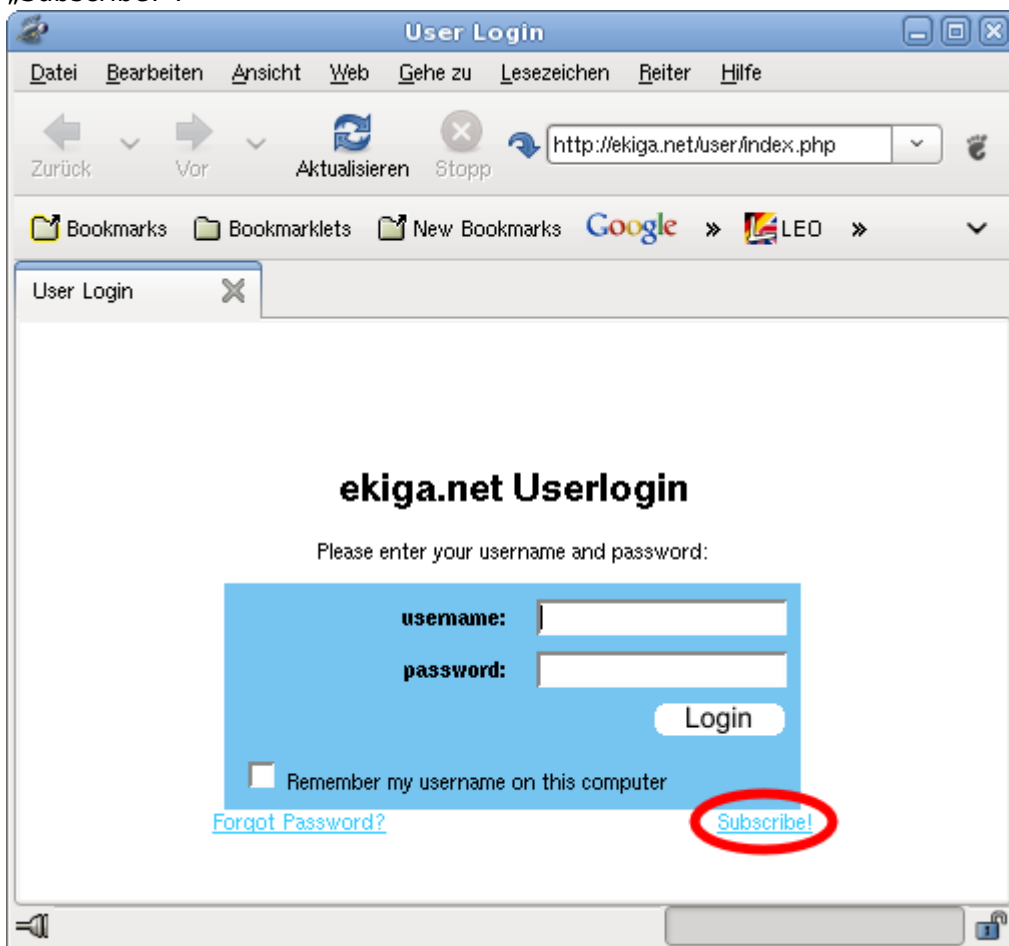 „Subscribe!“.
User Login
Datei Bearbeiten Ansicht Web Gehe zu Lesezeichen Reiter Hilfe
Zurück Vor Aktualisieren Stopp http://ekiga.net/user/index.php
Bookmarks Bookmarklets New Bookmarks Google » LEO »
User Login
ekiga.net Userlogin
Please enter your username and password:
username:
password:
Login
Remember my username on this computer
Forgot Password? Subscribe!